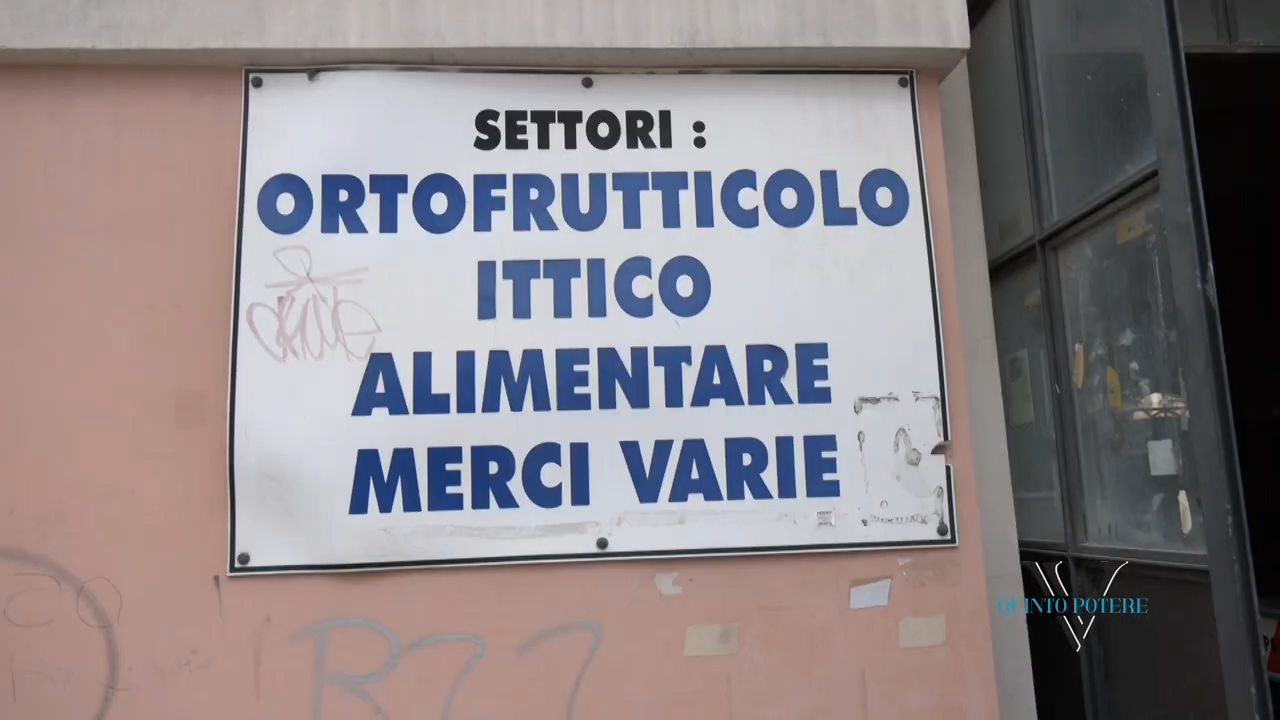 SETTORI :
ORTOFRUTTICOLO
ITTICO
ALIMENTARE
MERCI VARIE
QUINTO POTERE